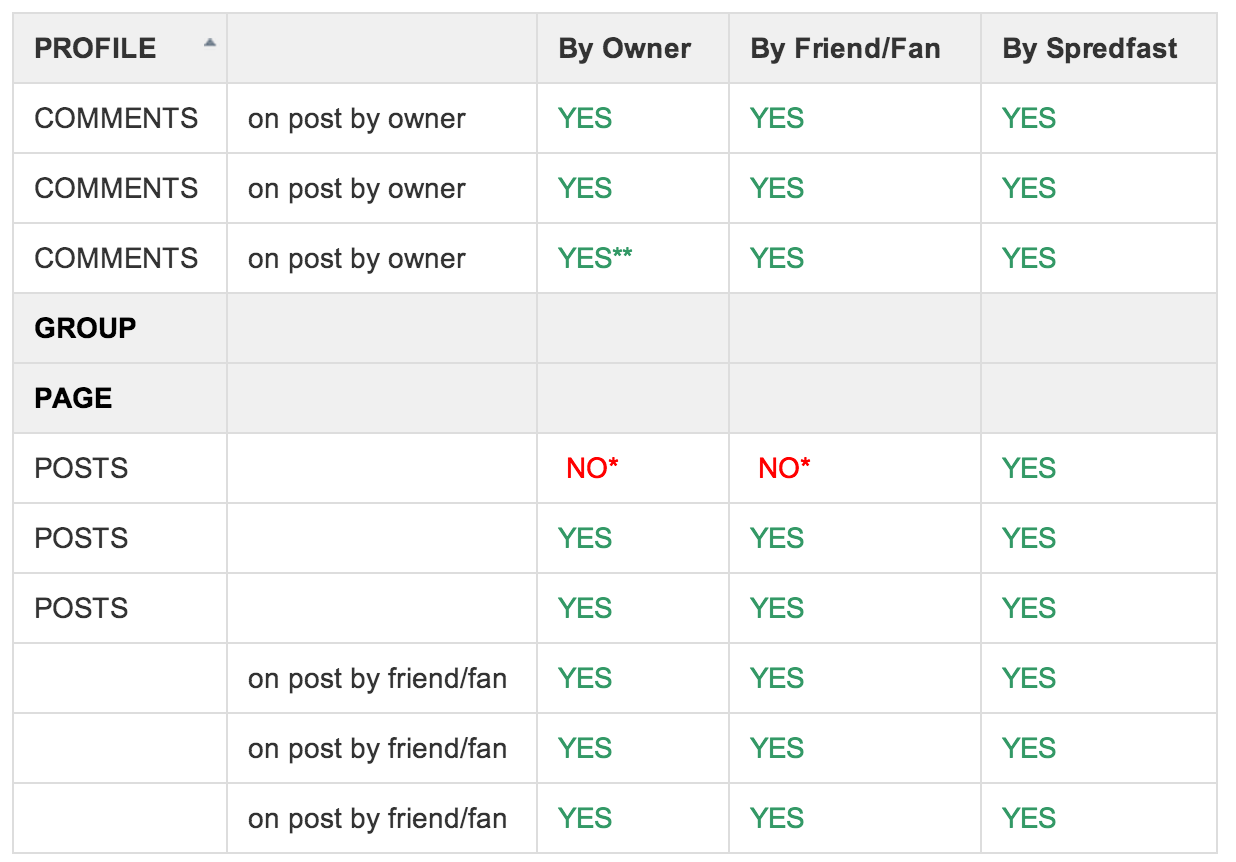 PROFILE By Owner By Friend/Fan By Spredfast
COMMENTS on post by owner YES YES YES
COMMENTS on post by owner YES YES YES
COMMENTS on post by owner YES** YES YES
GROUP
PAGE
POSTS NO* NO* YES
POSTS YES YES YES
POSTS YES YES YES
on post by friend/fan YES YES YES
on post by friend/fan YES YES YES
on post by friend/fan YES YES YES